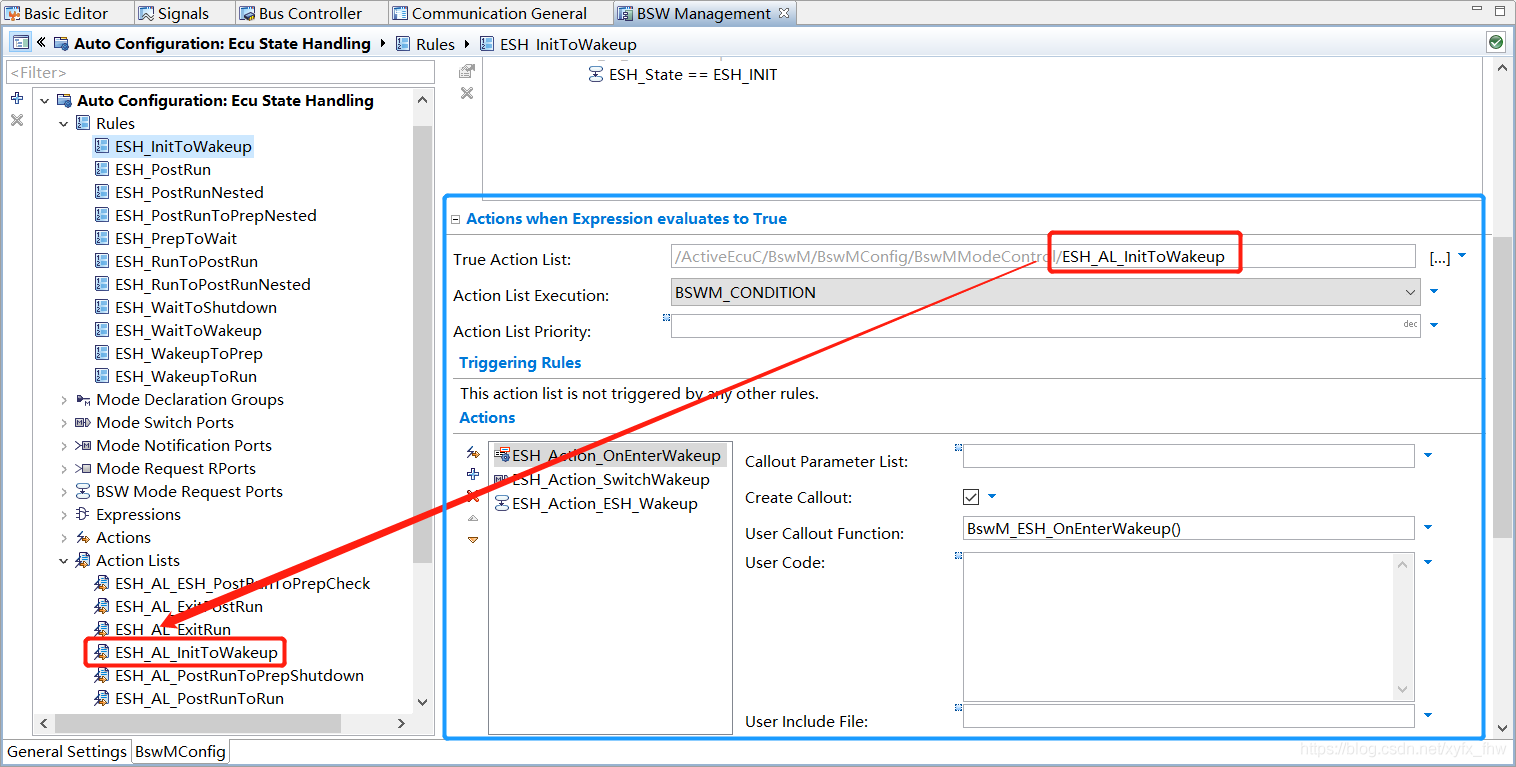 Basic Editor
Signals
Bus Controller
Communication General
BSW Management
Auto Configuration: Ecu State Handling
Rules
ESH_InitToWakeup
<Filter>
Auto Configuration: Ecu State Handling
Rules
ESH_InitToWakeup
ESH_PostRun
ESH_PostRunNested
ESH_PostRunToPrepNested
ESH_PrepToWait
ESH_RunToPostRun
ESH_RunToPostRunNested
ESH_WaitToShutdown
ESH_WaitToWakeup
ESH_WakeupToPrep
ESH_WakeupToRun
Mode Declaration Groups
Mode Switch Ports
Mode Notification Ports
Mode Request RPorts
BSW Mode Request Ports
Expressions
Actions
Action Lists
ESH_AL_ESH_PostRunToPrepCheck
ESH_AL_ExitPostRun
ESH_AL_ExitRun
ESH_AL_InitToWakeup
ESH_AL_PostRunToPrepShutdown
ESH_AL_PostRunToRun
ESH_State == ESH_INIT
Actions when Expression evaluates to True
True Action List:
/ActiveEcuC/BswM/BswMConfig/BswMModeControl/ESH_AL_InitToWakeup
[...]
Action List Execution:
BSWM_CONDITION
Action List Priority:
dec
Triggering Rules
This action list is not triggered by any other rules.
Actions
ESH_Action_OnEnterWakeup
ESH_Action_SwitchWakeup
ESH_Action_ESH_Wakeup
Callout Parameter List:
Create Callout:
User Callout Function:
BswM_ESH_OnEnterWakeup()
User Code:
User Include File:
General Settings
BswMConfig
https://blog.csdn.net/xyfx_fhw